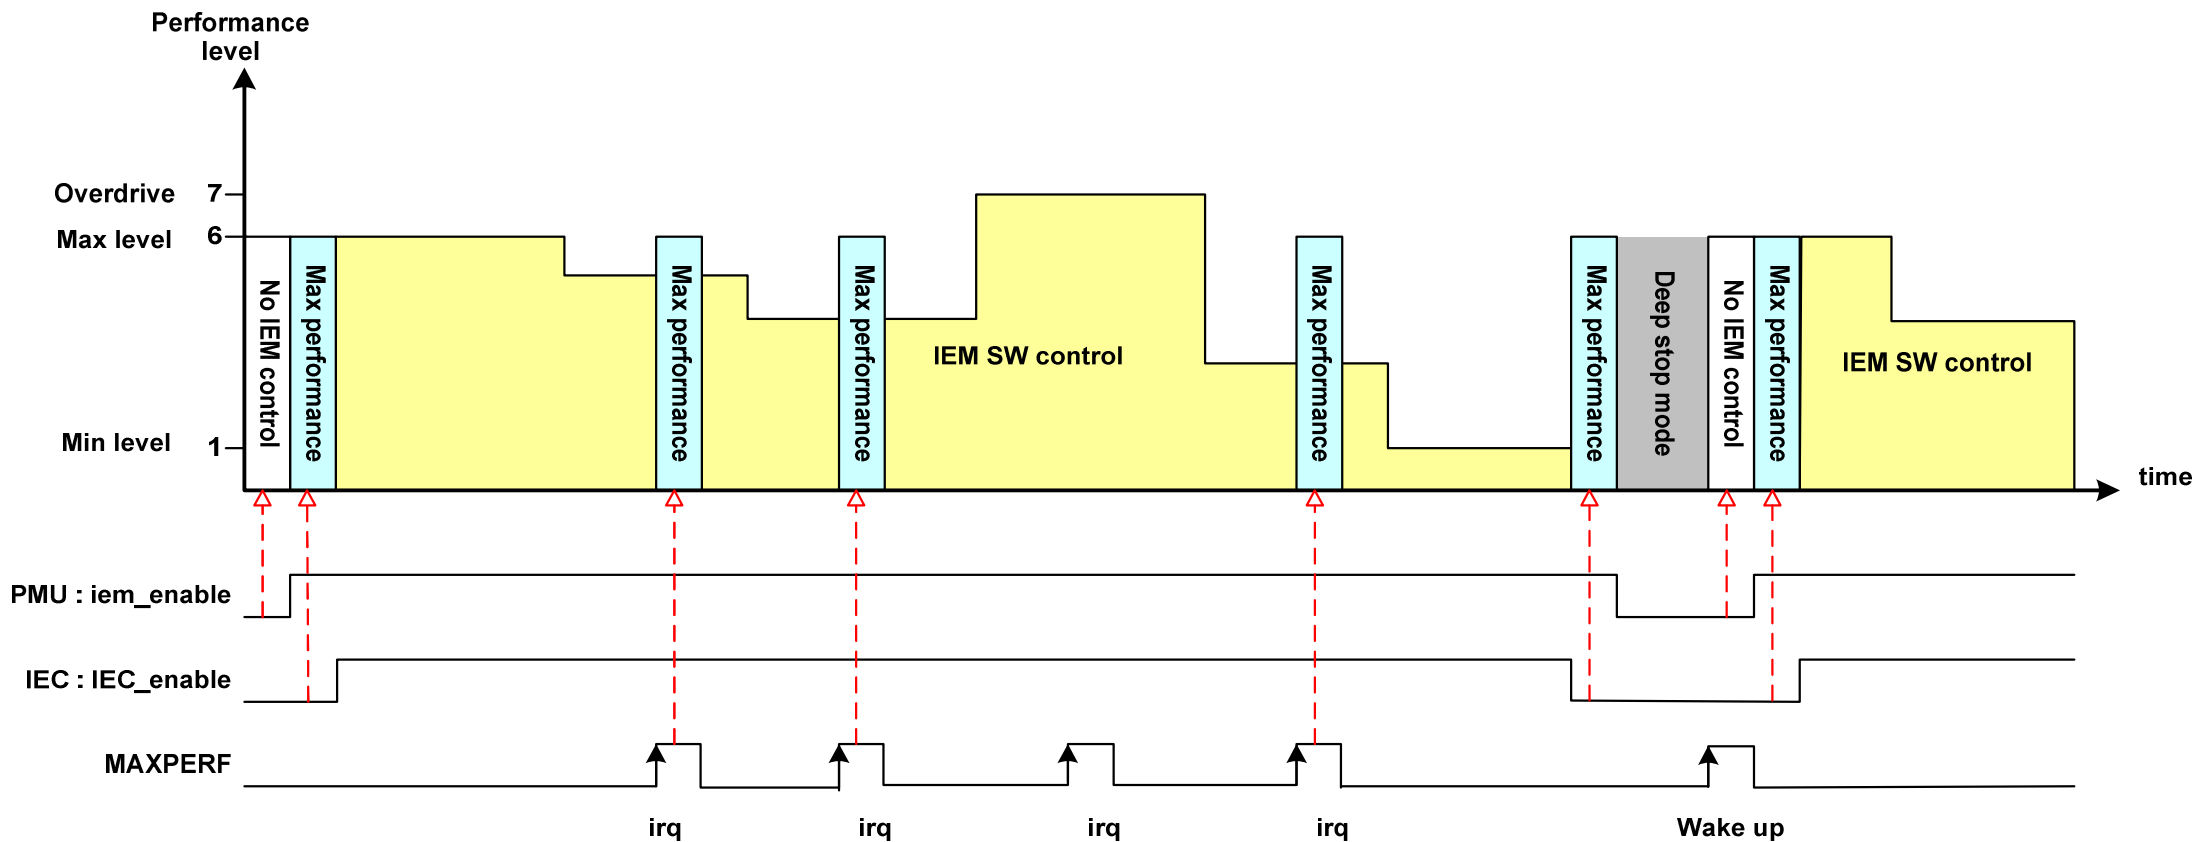 Performance
level
Overdrive 7
Max level 6
Min level 1
No IEM control
Max performance
Max performance
Max performance
IEM SW control
Max performance
Max performance
Deep stop mode
No IEM control
Max performance
IEM SW control
time
PMU : iem_enable
IEC : IEC_enable
MAXPERF
irq
irq
irq
irq
Wake up